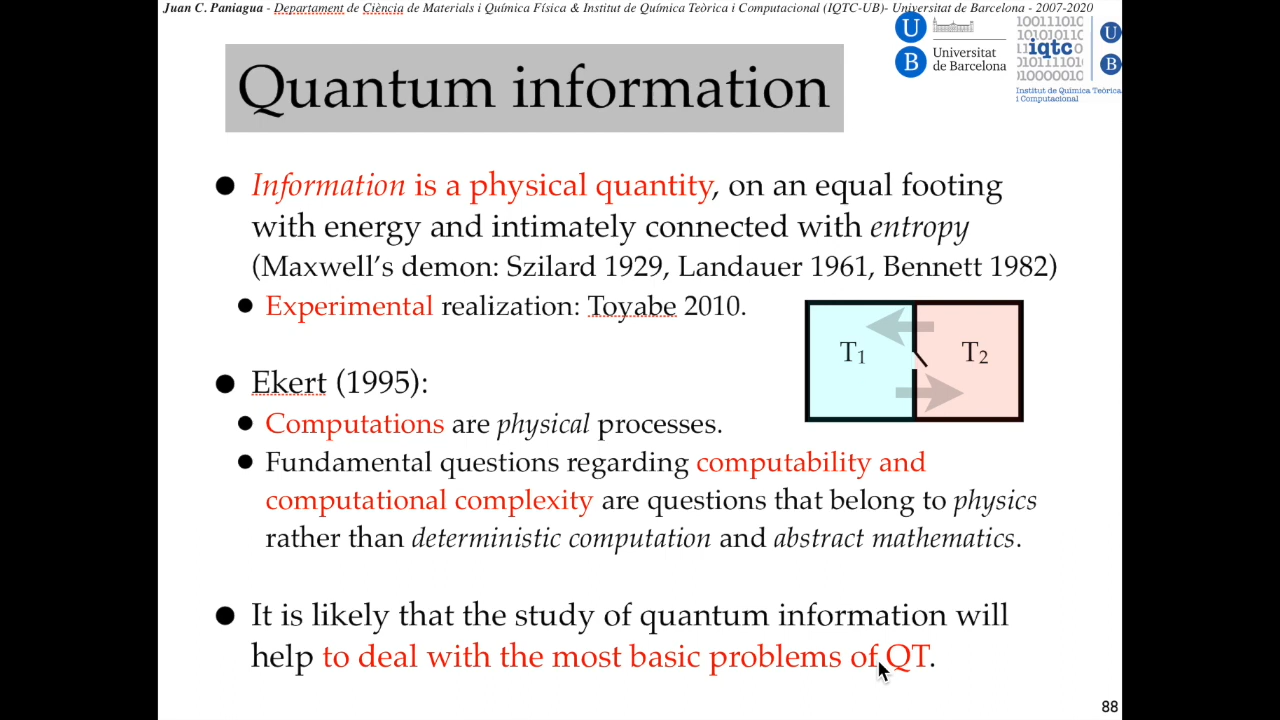 Juan C. Paniagua - Departament de Ciència de Materials i Química Física & Institut de Química Teòrica i Computacional (IQTC-UB)- Universitat de Barcelona - 2007-2020
U
B
Universitat
de Barcelona
100111010
10101011
iqtc
0101111010
101000001
U
B
Institut de Química Teòrica
i Computacional
Quantum information
● Information is a physical quantity, on an equal footing
with energy and intimately connected with entropy
(Maxwell's demon: Szilard 1929, Landauer 1961, Bennett 1982)
● Experimental realization: Toyabe 2010.
T1
T2
● Ekert (1995):
● Computations are physical processes.
● Fundamental questions regarding computability and
computational complexity are questions that belong to physics
rather than deterministic computation and abstract mathematics.
● It is likely that the study of quantum information will
help to deal with the most basic problems of QT.
88